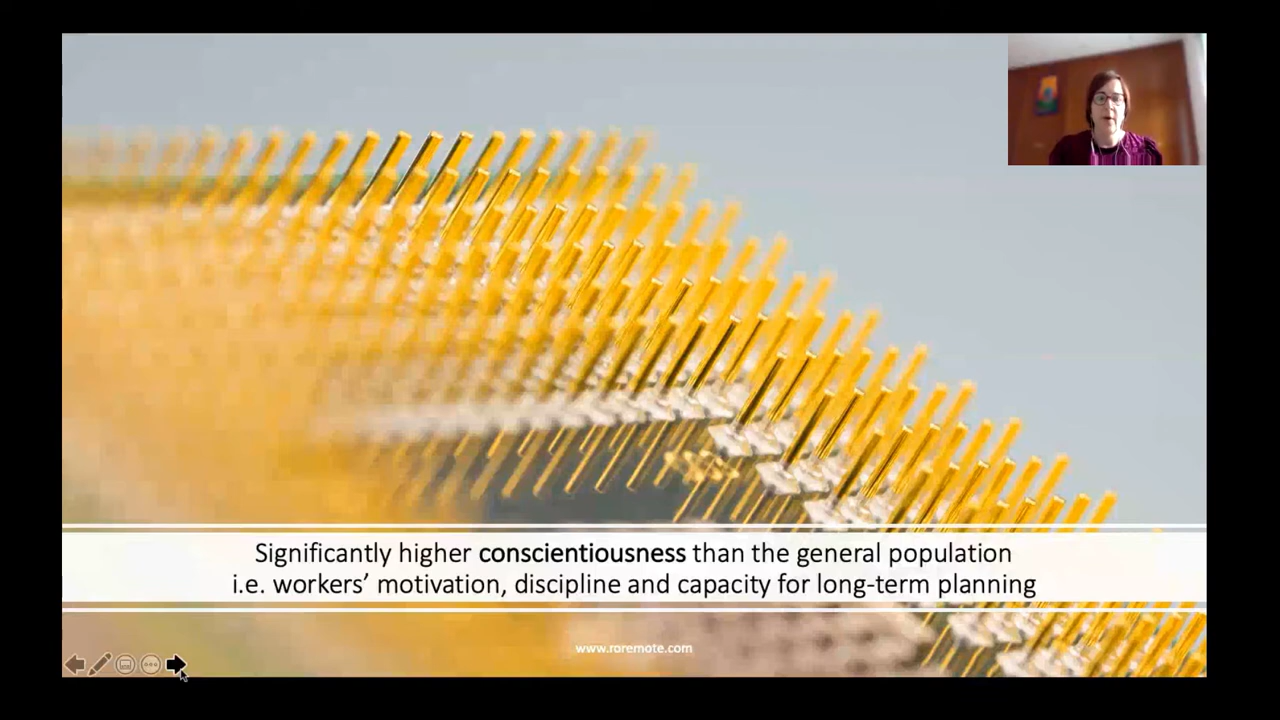 Significantly higher conscientiousness than the general population
i.e. workers’ motivation, discipline and capacity for long-term planning
www.roremote.com